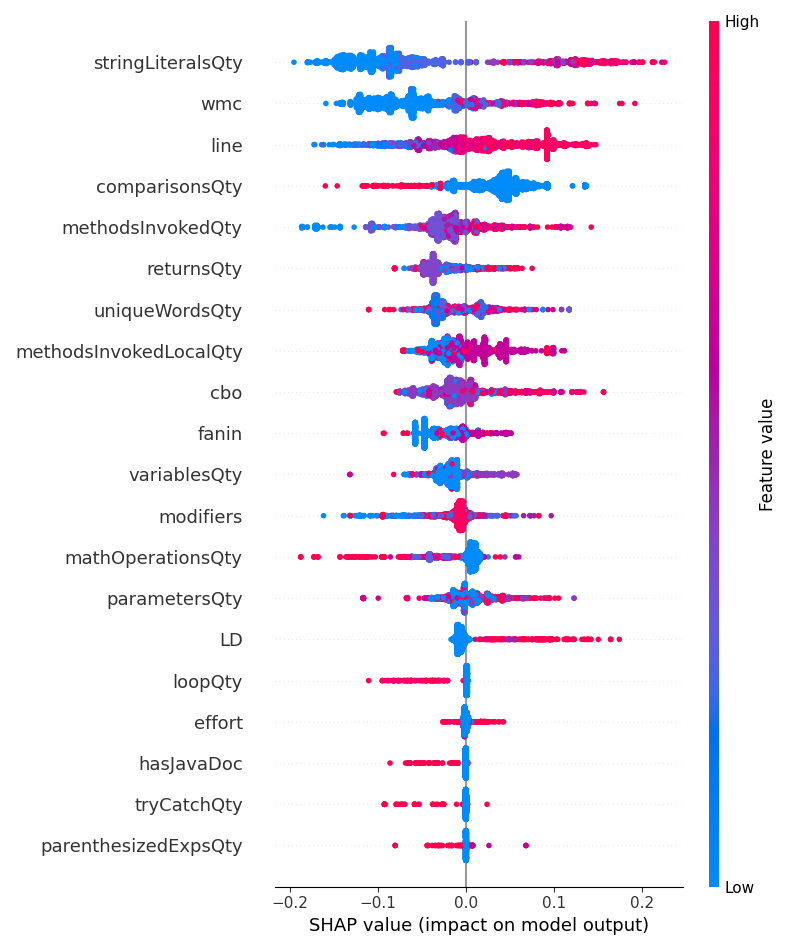 High
stringLiteralsQty
wmc
line
comparisonsQty
methodsInvokedQty
returnsQty
uniqueWordsQty
methodsInvokedLocalQty
cbo
fanin
variablesQty
modifiers
mathOperationsQty
parametersQty
LD
loopQty
effort
hasJavaDoc
tryCatchQty
parenthesizedExpsQty
Feature value
Low
−0.2 −0.1 0.0 0.1 0.2
SHAP value (impact on model output)